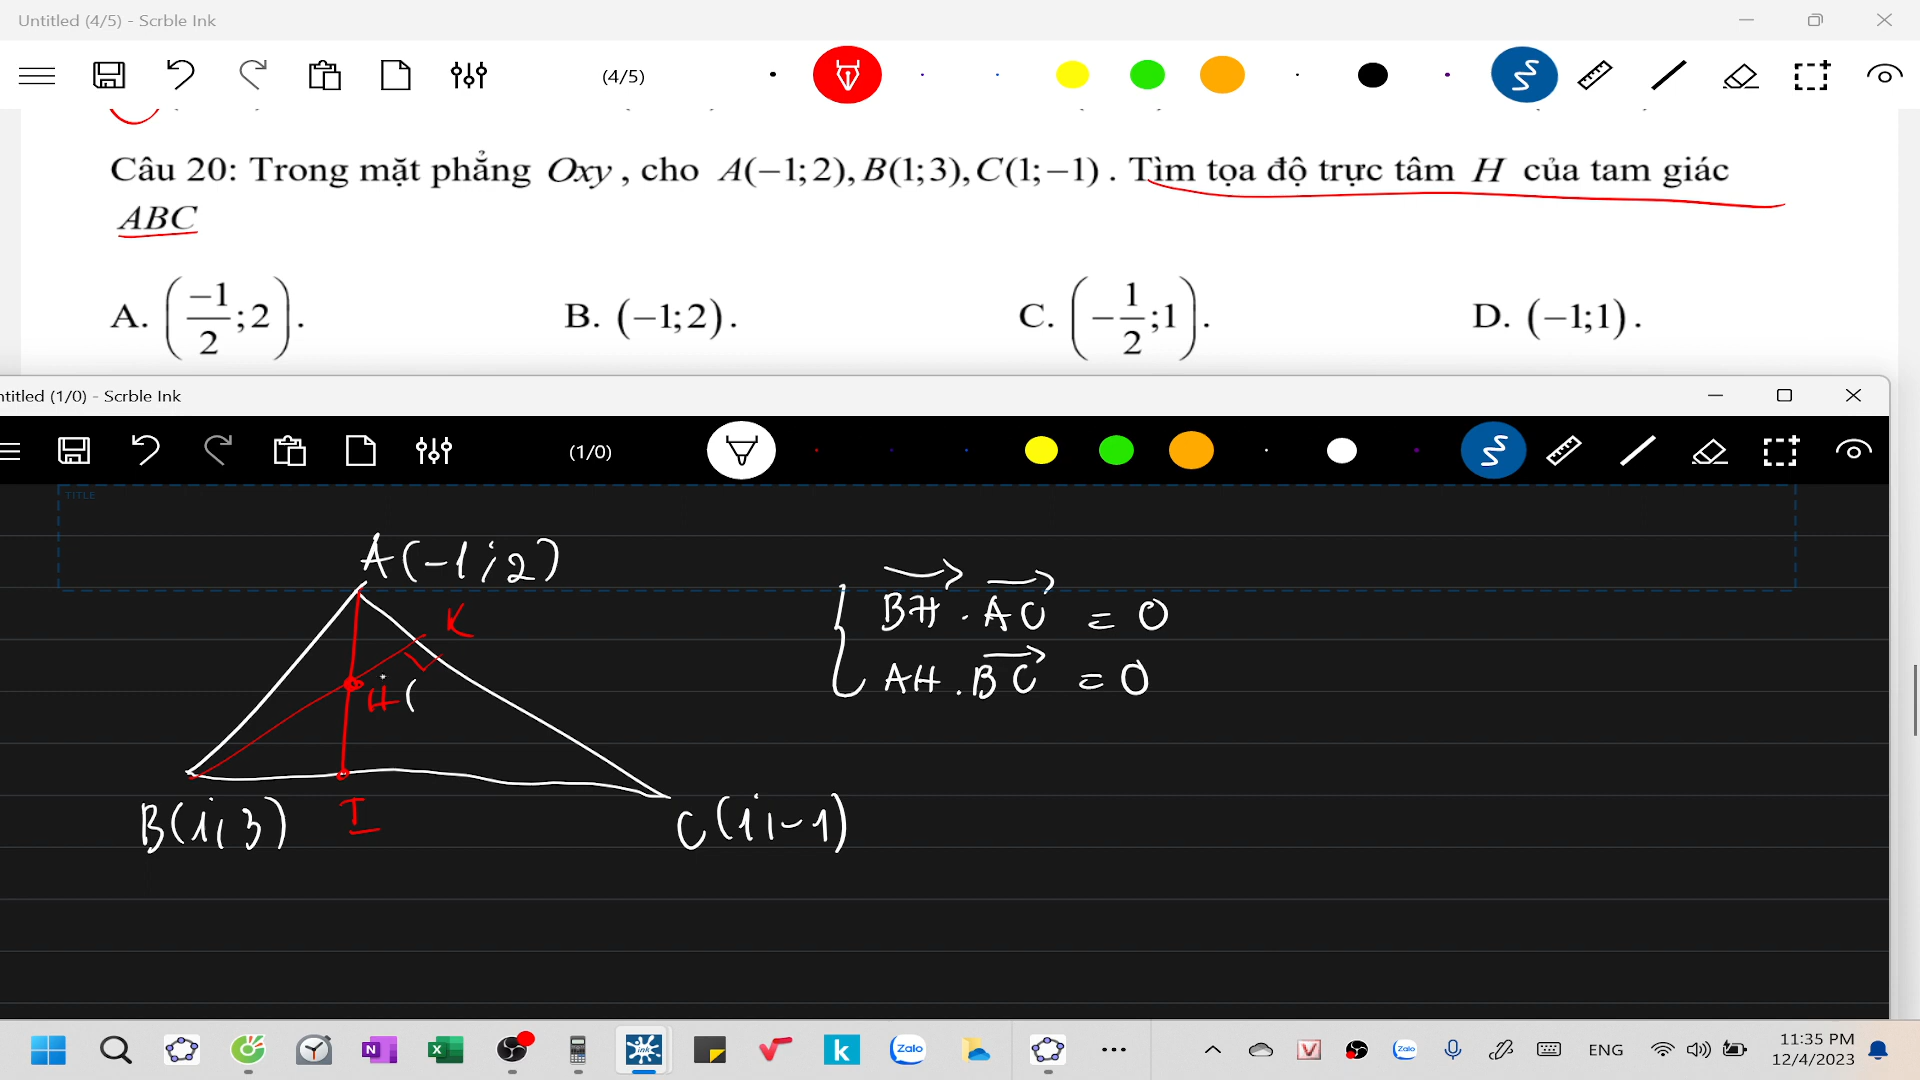 Untitled (4/5) - Scrble Ink
(4/5)
Câu 20: Trong mặt phẳng Oxy, cho A(−1;2), B(1;3), C(1;−1). Tìm tọa độ trực tâm H của tam giác
ABC
A. (−1/2;2). B. (−1;2). C. (−1/2;1). D. (−1;1).
ntitled (1/0) - Scrble Ink
(1/0)
TITLE
A(-1;2)
K
H(
B(1;3)
I
C(1;-1)
BH . AC = 0
AH . BC = 0
N
X
ink
k
Zalo
V
Zalo
ENG
11:35 PM
12/4/2023